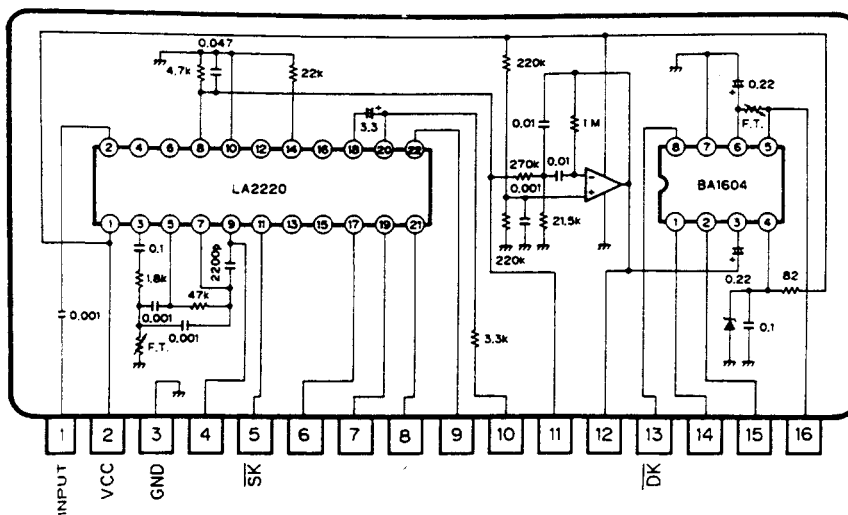 0.047
4.7k
22k
3.3
220k
0.22
F.T.
0.01
1M
2 4 6 8 10 12 14 16 18 20 22
LA2220
1 3 5 7 9 11 13 15 17 19 21
270k
0.01
0.001
−
+
21.5k
220k
8 7 6 5
BA1604
1 2 3 4
0.1
1.8k
2200p
47k
0.001
0.001
0.001
F.T.
3.3k
0.22
82
0.1
1 2 3 4 5 6 7 8 9 10 11 12 13 14 15 16
INPUT
VCC
GND
SK
DK